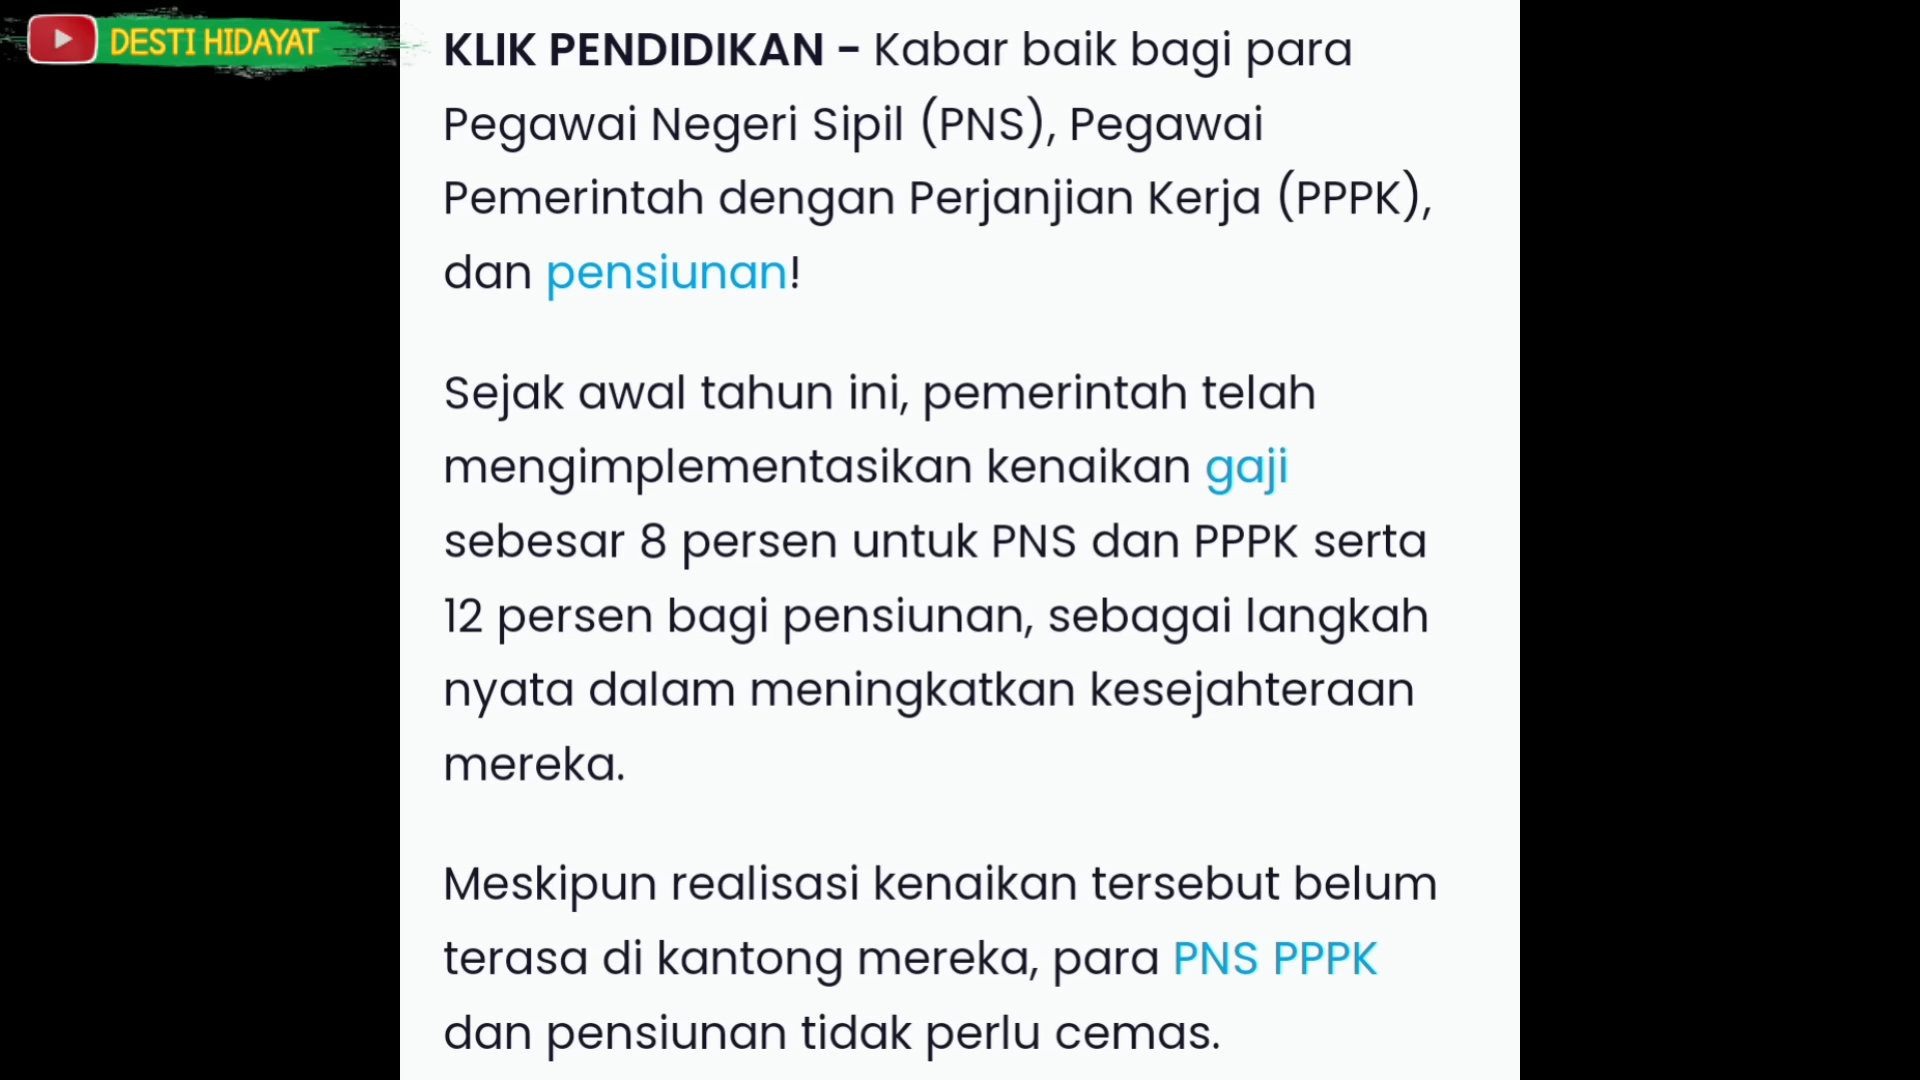 DESTI HIDAYAT
KLIK PENDIDIKAN - Kabar baik bagi para
Pegawai Negeri Sipil (PNS), Pegawai
Pemerintah dengan Perjanjian Kerja (PPPK),
dan pensiunan!
Sejak awal tahun ini, pemerintah telah
mengimplementasikan kenaikan gaji
sebesar 8 persen untuk PNS dan PPPK serta
12 persen bagi pensiunan, sebagai langkah
nyata dalam meningkatkan kesejahteraan
mereka.
Meskipun realisasi kenaikan tersebut belum
terasa di kantong mereka, para PNS PPPK
dan pensiunan tidak perlu cemas.